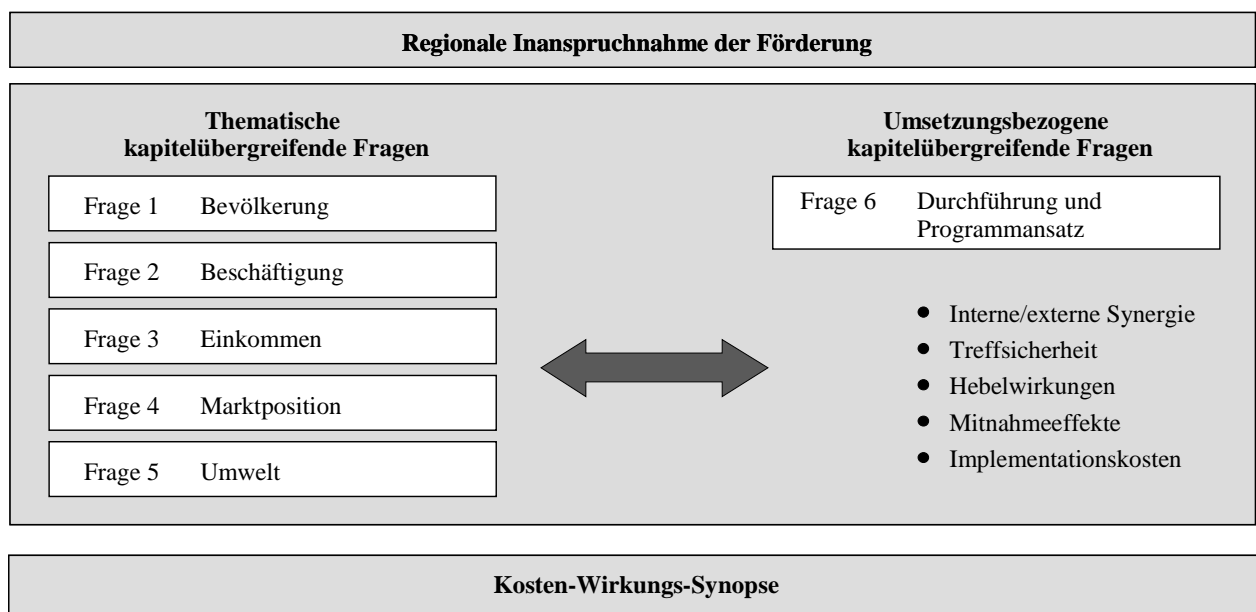 Regionale Inanspruchnahme der Förderung
Thematische
kapitelübergreifende Fragen
Frage 1 Bevölkerung
Frage 2 Beschäftigung
Frage 3 Einkommen
Frage 4 Marktposition
Frage 5 Umwelt
Umsetzungsbezogene
kapitelübergreifende Fragen
Frage 6 Durchführung und
Programmansatz
• Interne/externe Synergie
• Treffsicherheit
• Hebelwirkungen
• Mitnahmeeffekte
• Implementationskosten
Kosten-Wirkungs-Synopse